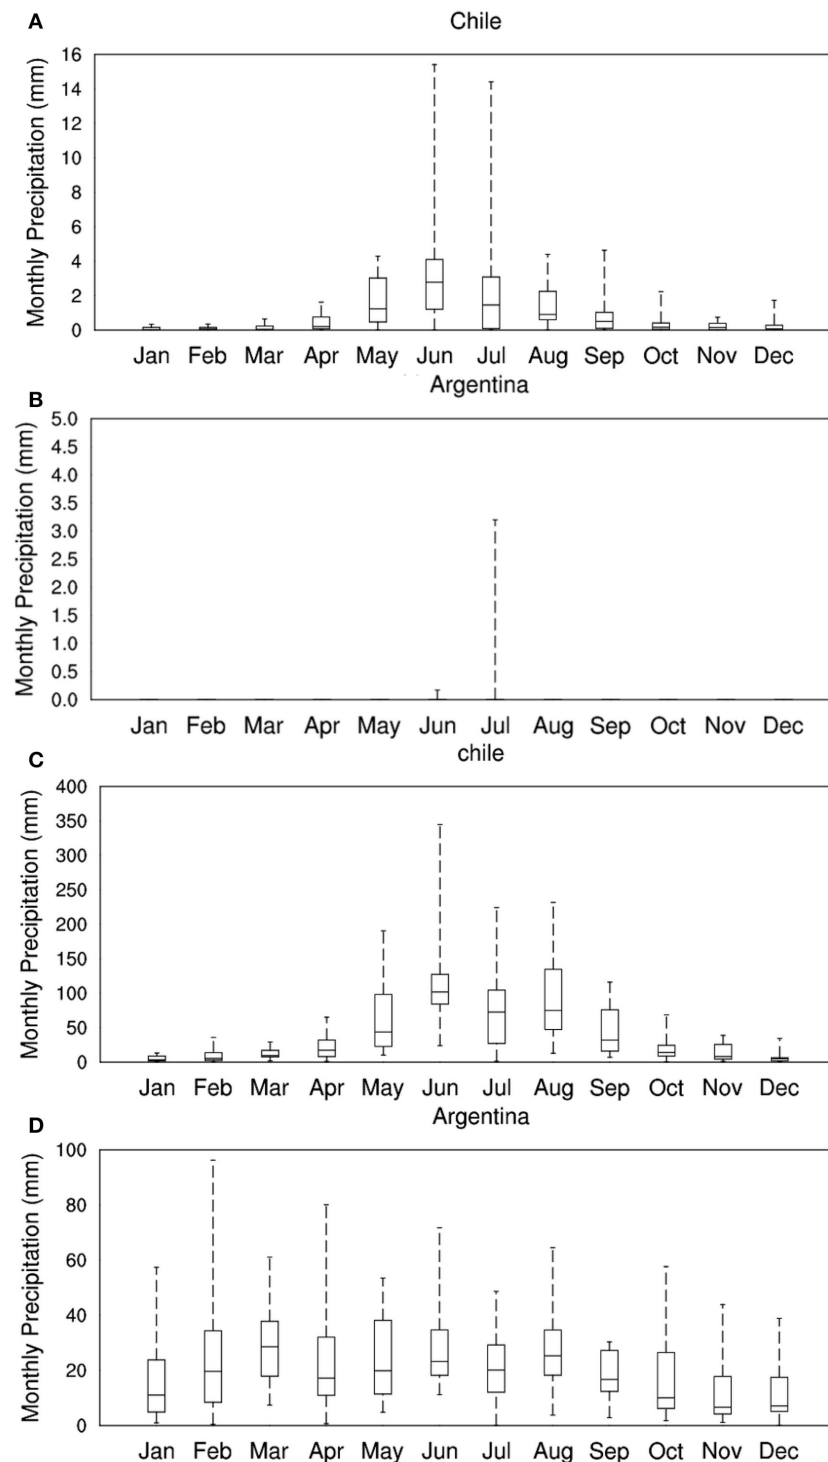 A
Chile
Monthly Precipitation (mm)
16
14
12
10
8
6
4
2
0
Jan Feb Mar Apr May Jun Jul Aug Sep Oct Nov Dec
Argentina
B
Monthly Precipitation (mm)
5.0
4.5
4.0
3.5
3.0
2.5
2.0
1.5
1.0
0.5
0.0
Jan Feb Mar Apr May Jun Jul Aug Sep Oct Nov Dec
chile
C
Monthly Precipitation (mm)
400
350
300
250
200
150
100
50
0
Jan Feb Mar Apr May Jun Jul Aug Sep Oct Nov Dec
Argentina
D
Monthly Precipitation (mm)
100
80
60
40
20
0
Jan Feb Mar Apr May Jun Jul Aug Sep Oct Nov Dec